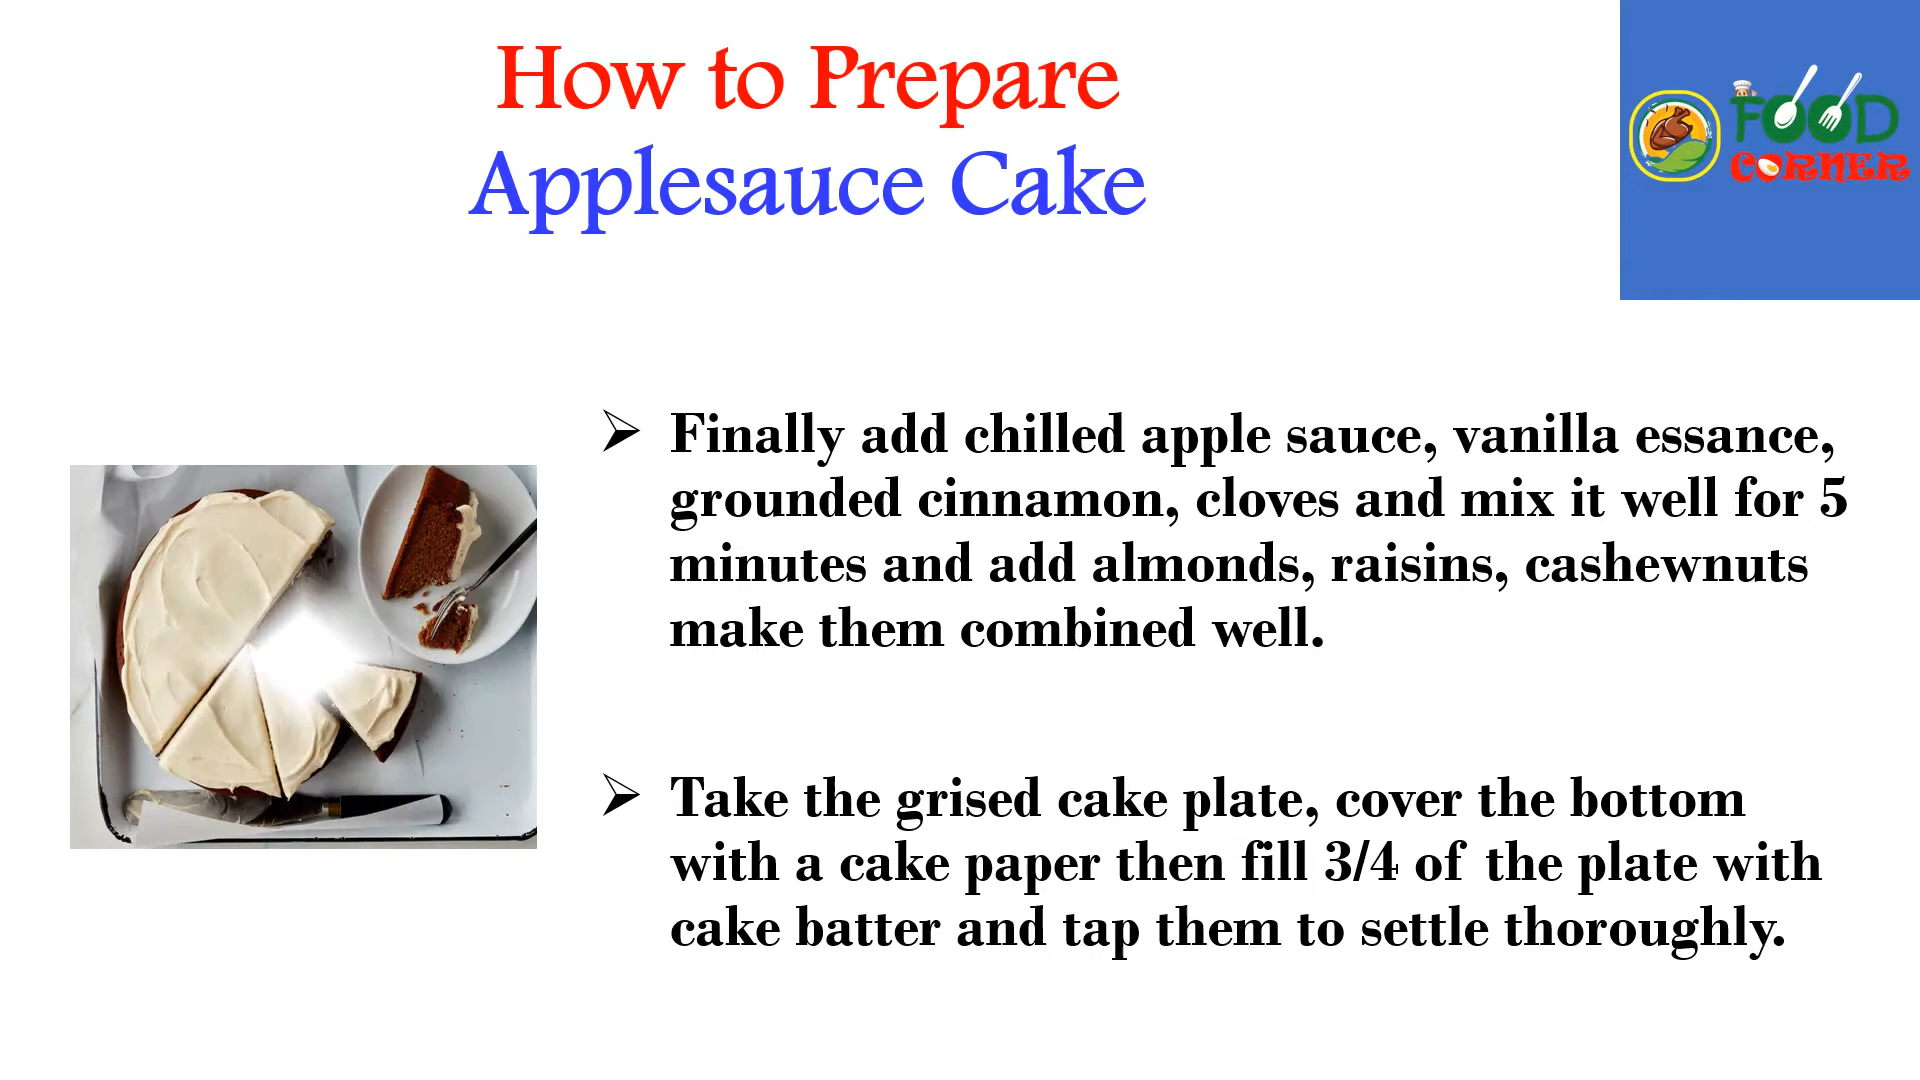 How to Prepare
Applesauce Cake
FOOD
CORNER
Finally add chilled apple sauce, vanilla essance,
grounded cinnamon, cloves and mix it well for 5
minutes and add almonds, raisins, cashewnuts
make them combined well.
Take the grised cake plate, cover the bottom
with a cake paper then fill 3/4 of the plate with
cake batter and tap them to settle thoroughly.